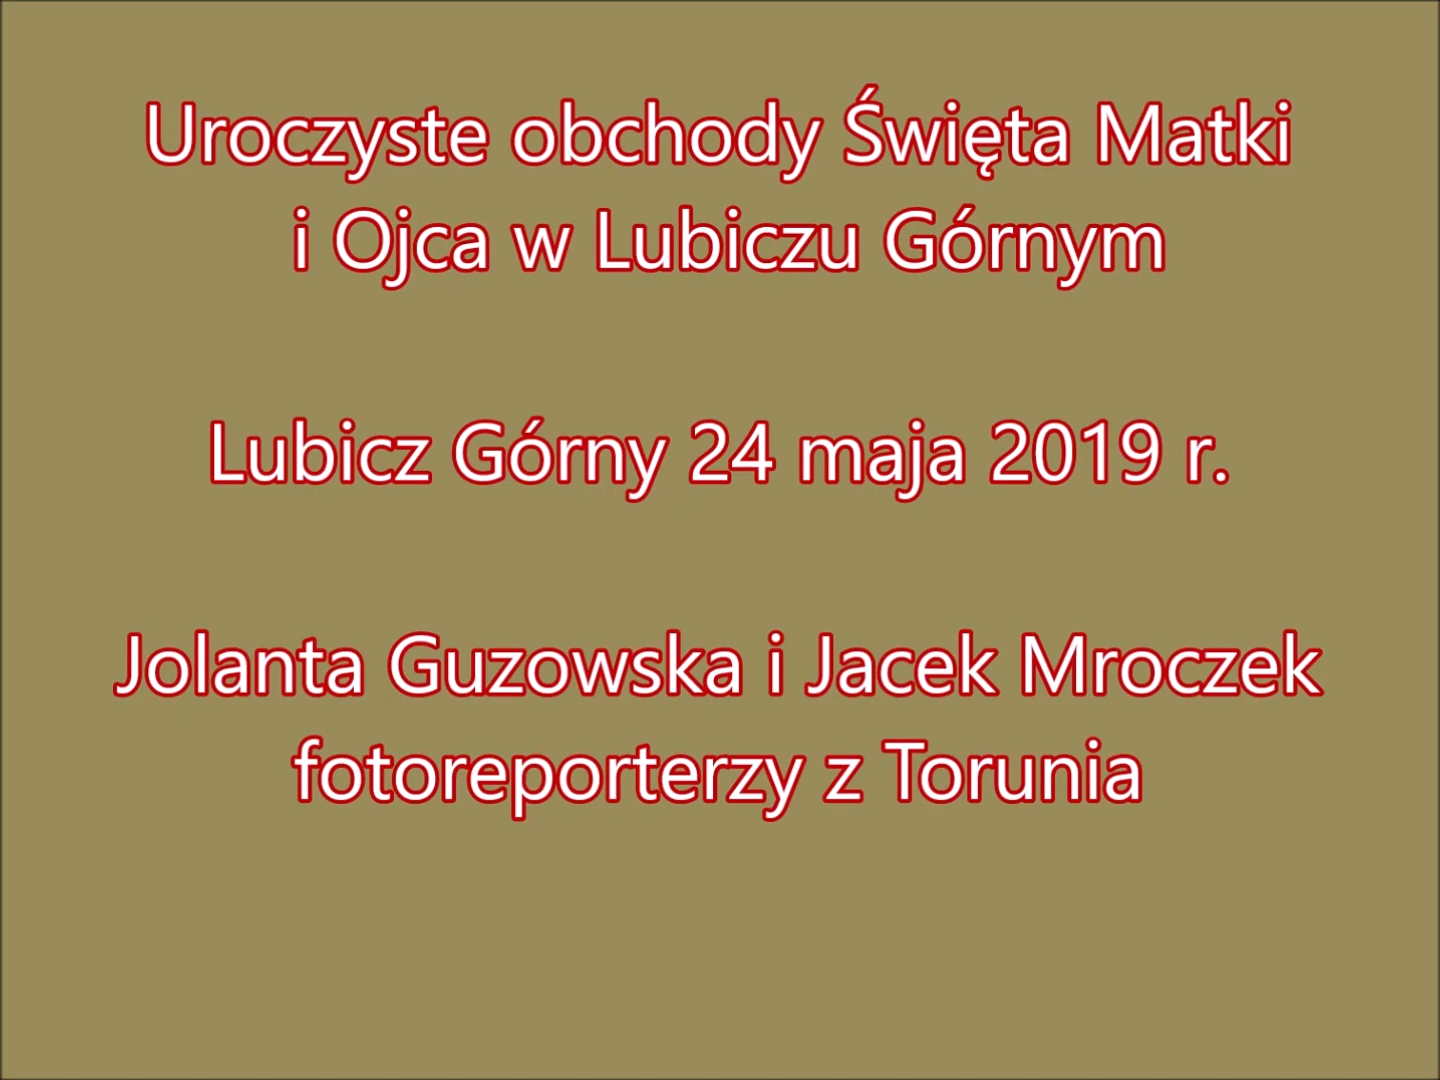 Uroczyste obchody Święta Matki
i Ojca w Lubiczu Górnym
Lubicz Górny 24 maja 2019 r.
Jolanta Guzowska i Jacek Mroczek
fotoreporterzy z Torunia